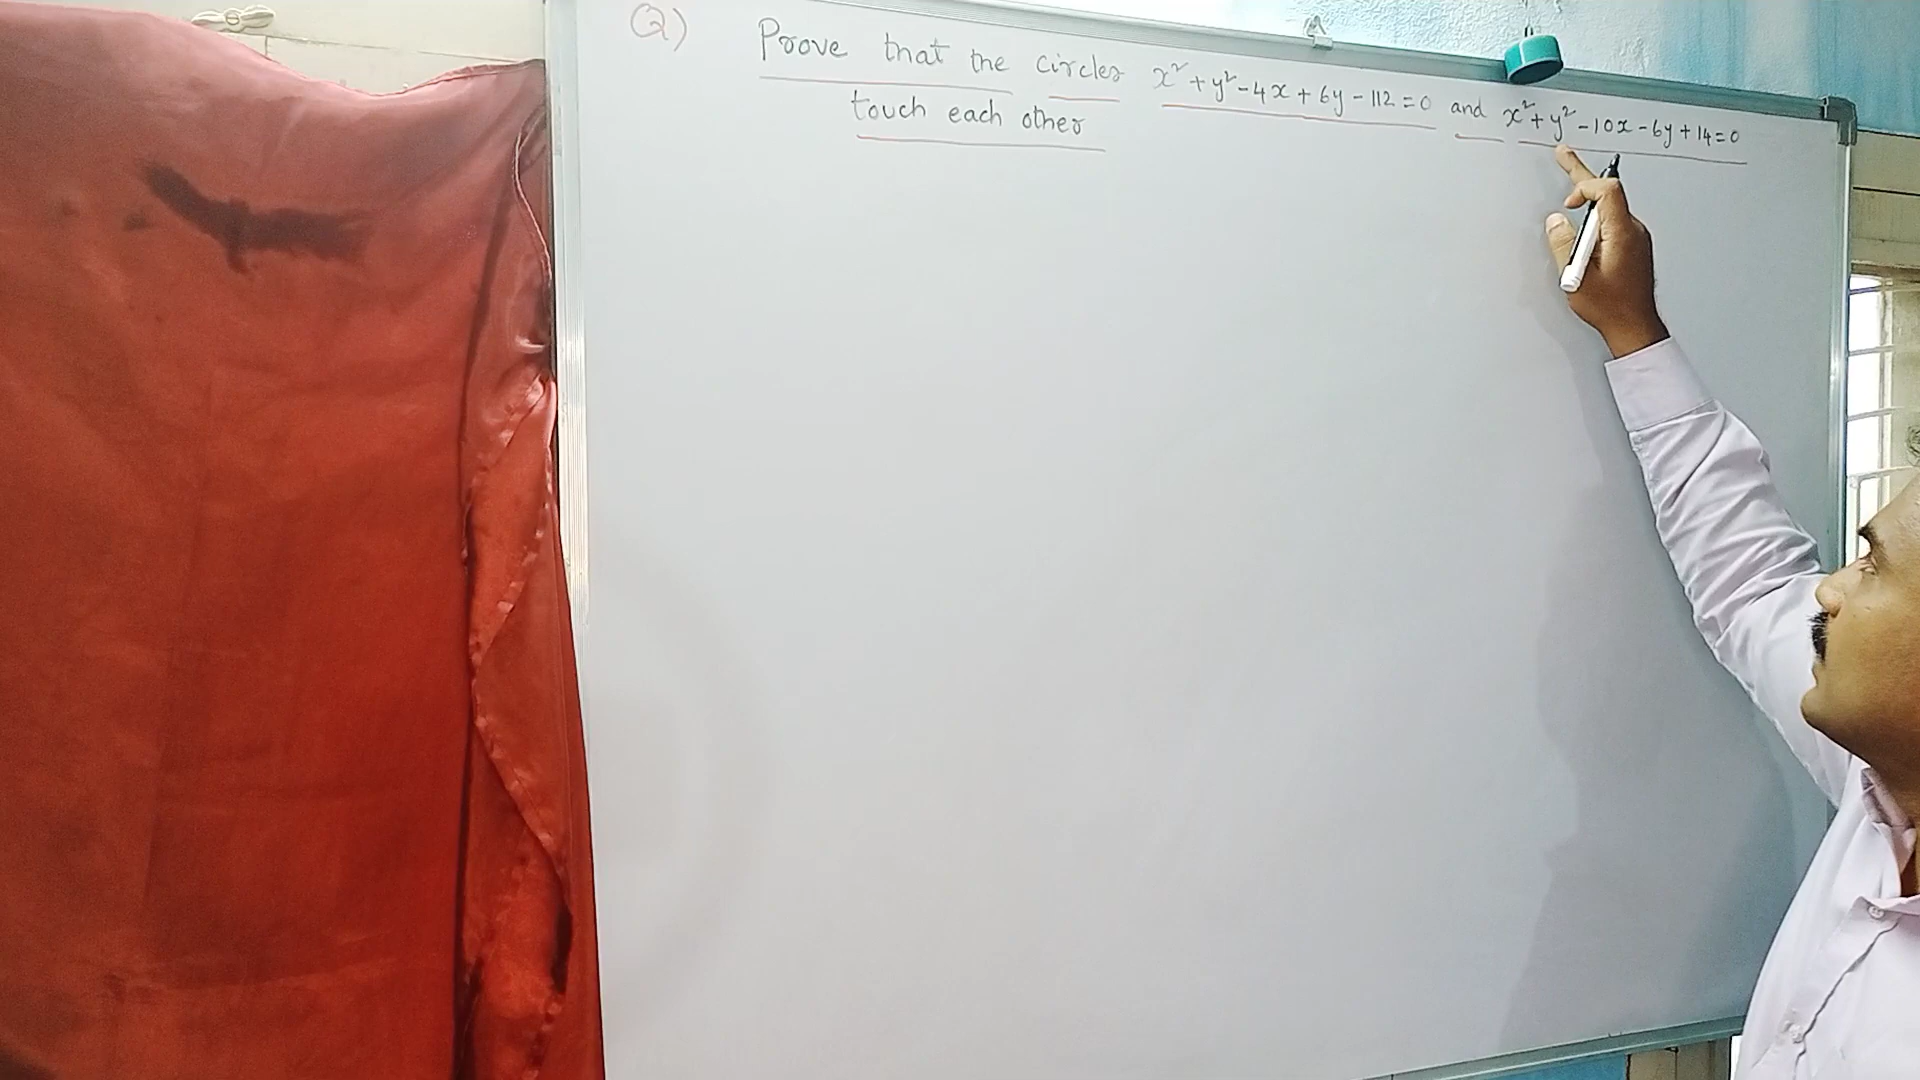 Q) Prove that the circles x² + y² - 4x + 6y - 112 = 0 and x² + y² - 10x - 6y + 14 = 0
touch each other